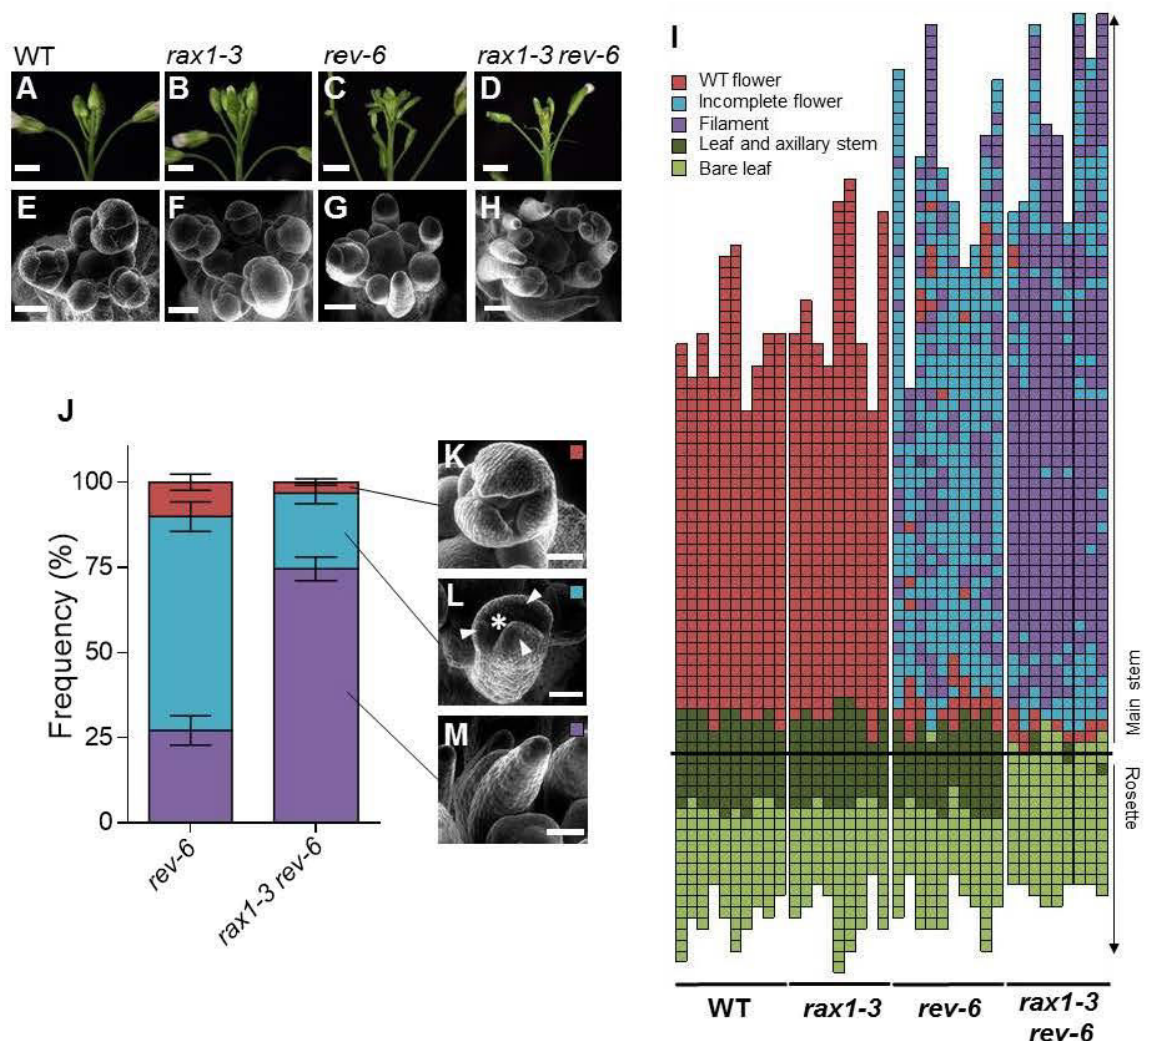 WT rax1-3 rev-6 rax1-3 rev-6
A B C D
E F G H
I
WT flower
Incomplete flower
Filament
Leaf and axillary stem
Bare leaf
Main stem
Rosette
WT rax1-3 rev-6 rax1-3
rev-6
J
Frequency (%)
100
75
50
25
0
rev-6
rax1-3 rev-6
K
L
*
M